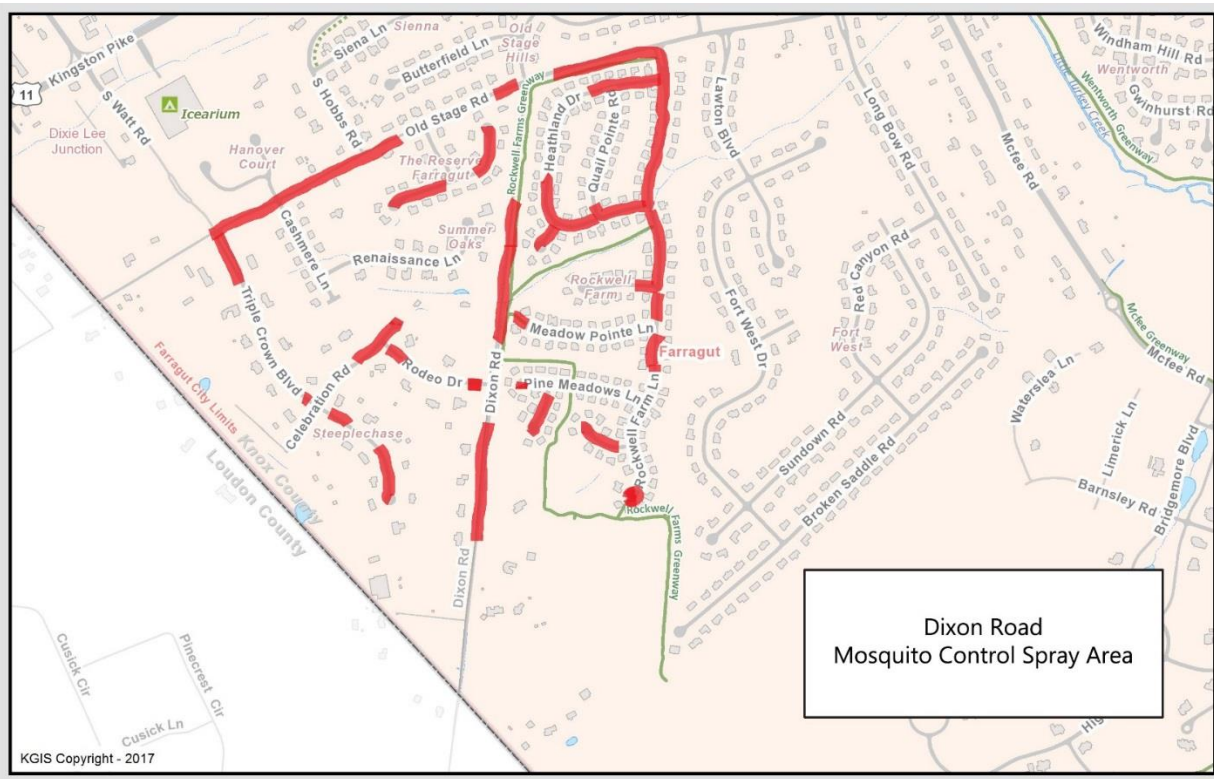 Kingston Pike
11
S Watt Rd
Icearium
Dixie Lee
Junction
Siena Ln
Sienna
Butterfield Ln
Old
Stage
Hills
S Hobbs Rd
Old Stage Rd
Hanover
Court
The Reserve
Farragut
Cashmere Ln
Summer
Oaks
Renaissance Ln
Rockwell Farms Greenway
Heathland Dr
Quail Pointe Rd
Lawton Blvd
Long Bow Rd
Mcfee Rd
Windham Hill Rd
Wentworth
Gwinhurst Rd
Wentworth Greenway
Little Turkey Creek
Rockwell
Farm
Meadow Pointe Ln
Farragut
Fort West Dr
Red Canyon Rd
Fort
West
Mcfee Greenway
Mcfee Rd
Triple Crown Blvd
Celebration Rd
Rodeo Dr
Dixon Rd
Pine Meadows Ln
Rockwell Farm Ln
Steeplechase
Farragut City Limits
Knox County
Loudon County
Sundown Rd
Broken Saddle Rd
Waterslea Ln
Limerick Ln
Barnsley Rd
Bridgemore Blvd
Rockwell
Farms Greenway
Dixon Rd
Dixon Road
Mosquito Control Spray Area
Cusick Cir
Pinecrest Cir
Cusick Ln
KGIS Copyright - 2017